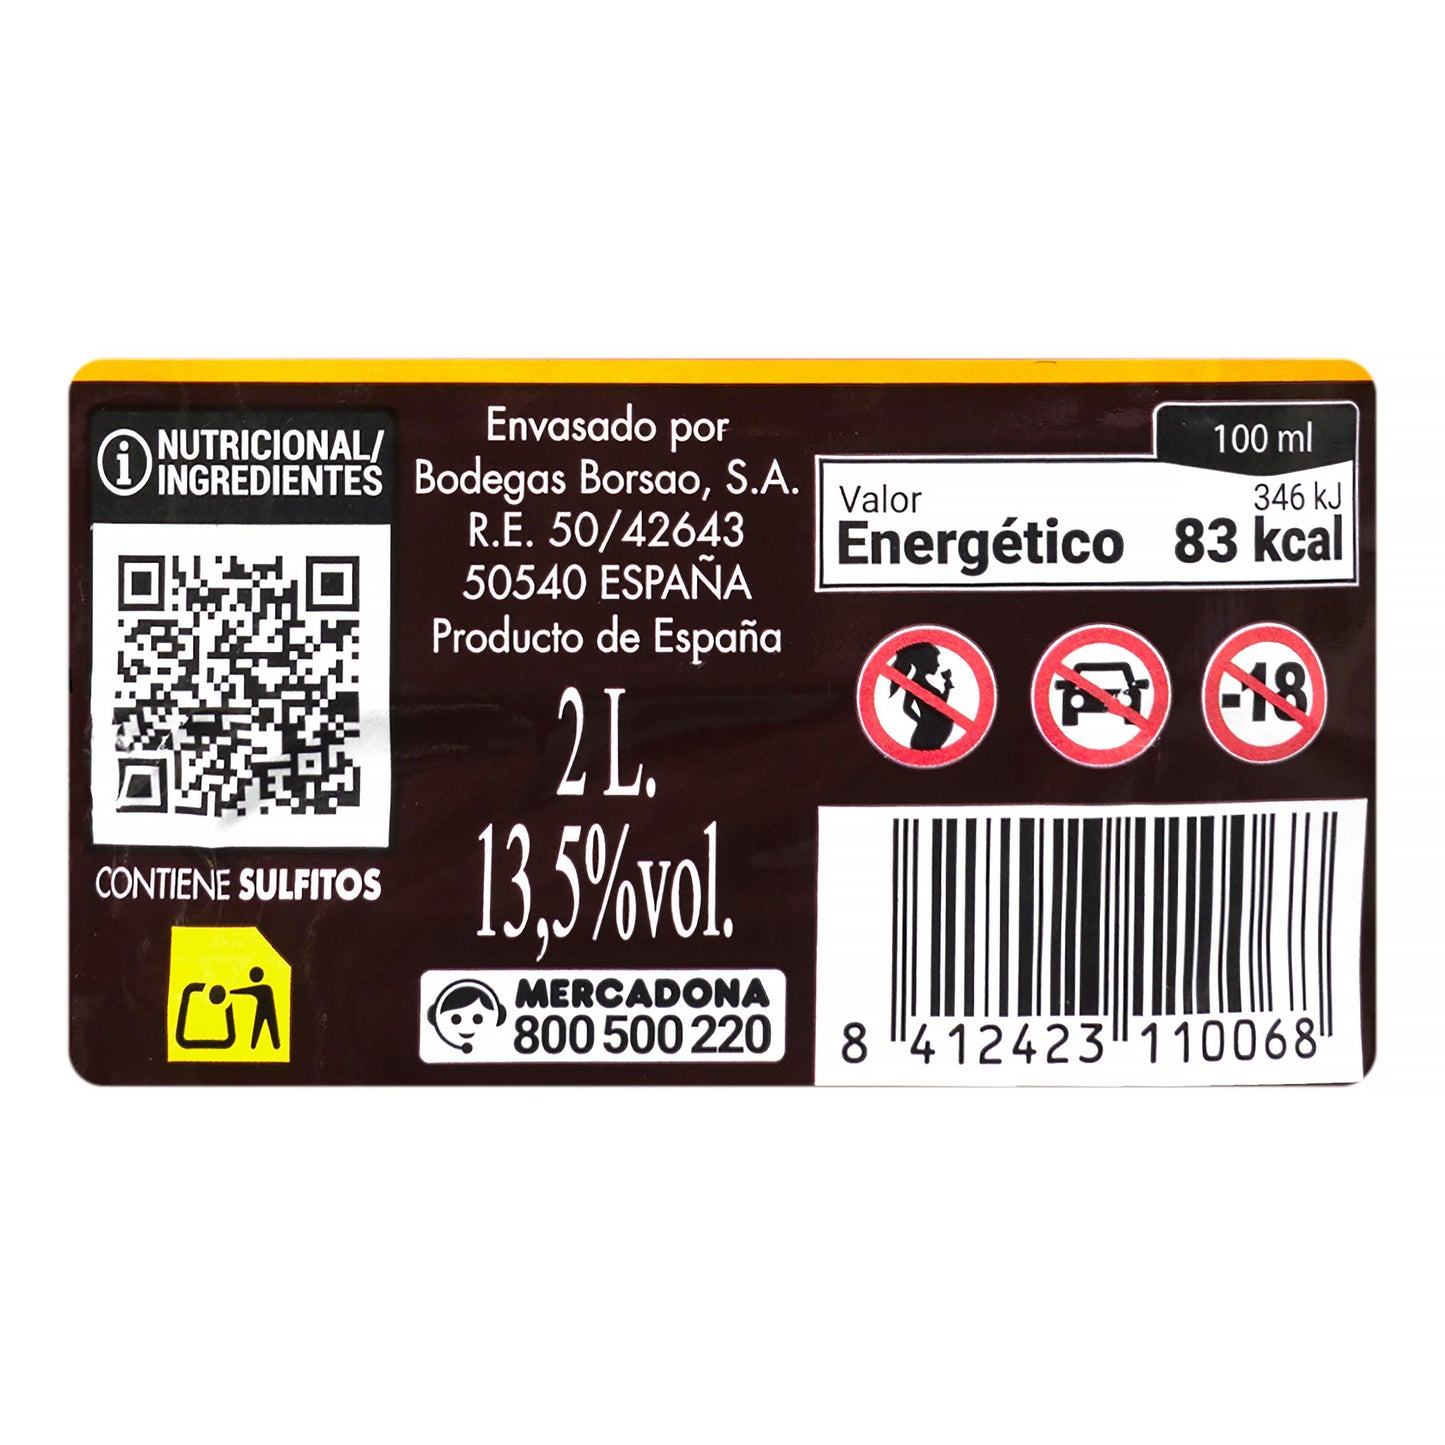 NUTRICIONAL/
INGREDIENTES
CONTIENE SULFITOS
Envasado por
Bodegas Borsao, S.A.
R.E. 50/42643
50540 ESPAÑA
Producto de España
2 L.
13,5%vol.
MERCADONA
800 500 220
100 ml
Valor 346 kJ
Energético 83 kcal
-18
8 412423 110068